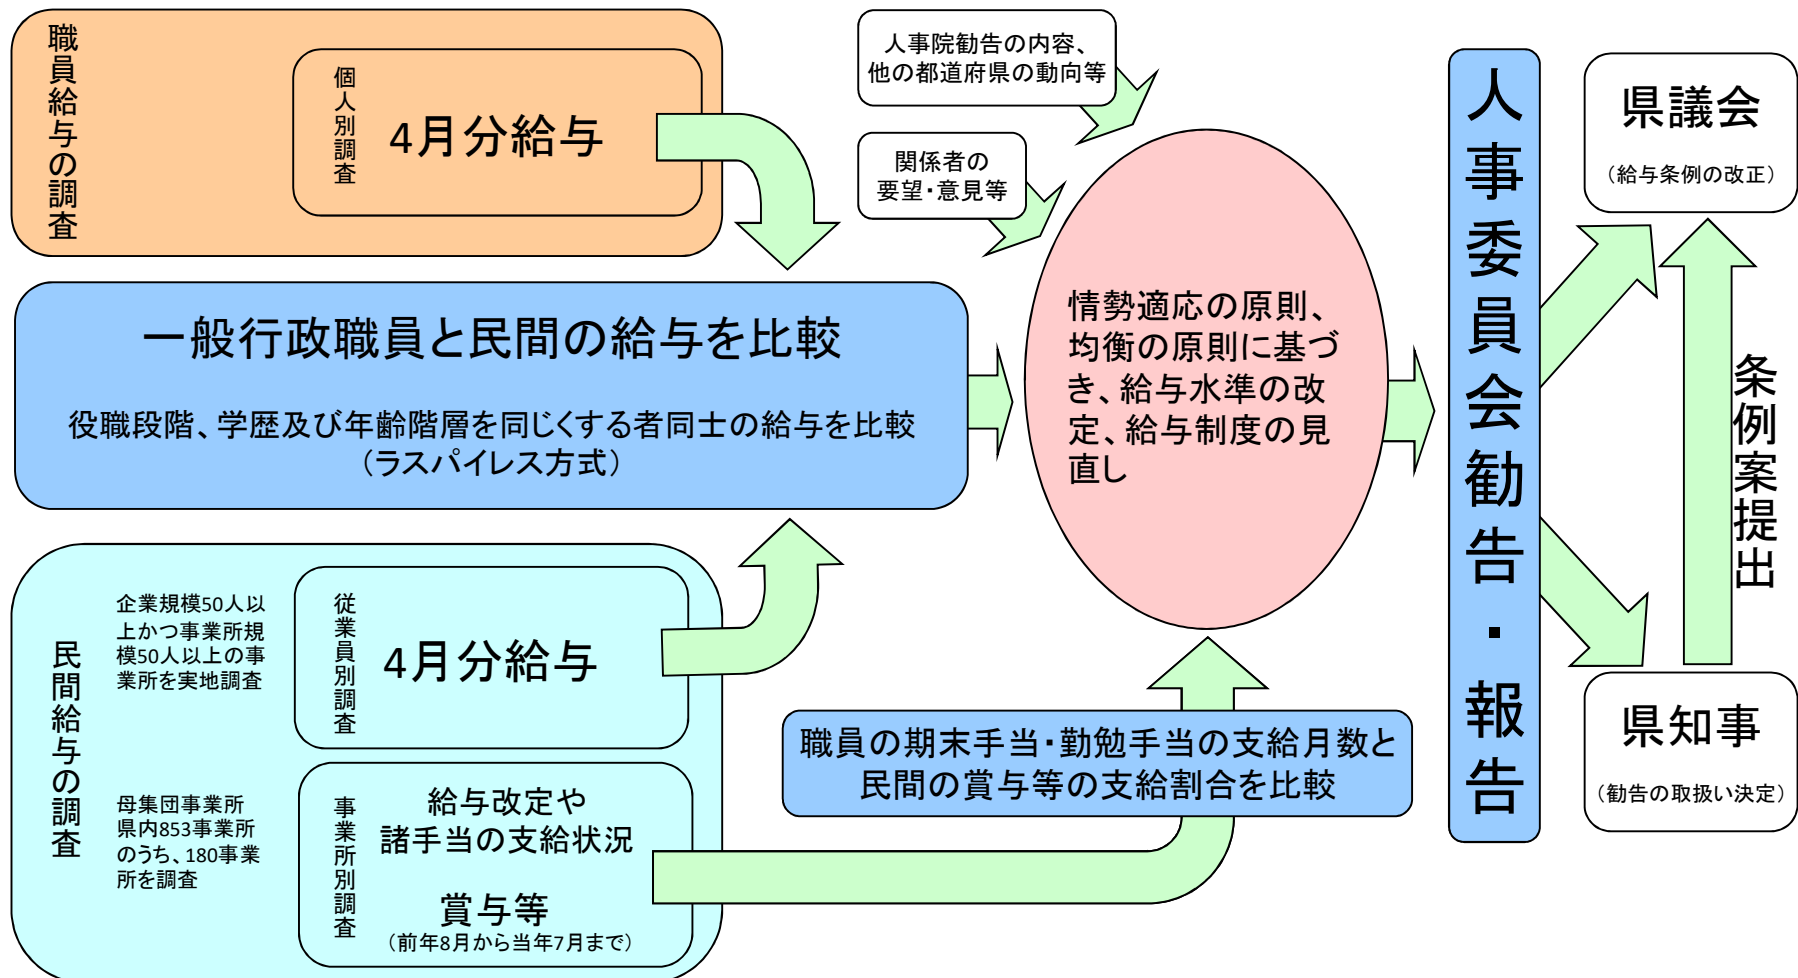 職員給与の調査
個人別調査
4月分給与
人事院勧告の内容、
他の都道府県の動向等
関係者の
要望・意見等
一般行政職員と民間の給与を比較
役職段階、学歴及び年齢階層を同じくする者同士の給与を比較
（ラスパイレス方式）
情勢適応の原則、
均衡の原則に基づ
き、給与水準の改
定、給与制度の見
直し
民間給与の調査
企業規模50人以
上かつ事業所規
模50人以上の事
業所を実地調査
従業員別調査
4月分給与
母集団事業所
県内853事業所
のうち、180事業
所を調査
事業所別調査
給与改定や
諸手当の支給状況
賞与等
（前年8月から当年7月まで）
職員の期末手当・勤勉手当の支給月数と
民間の賞与等の支給割合を比較
人事委員会勧告・報告
県議会
（給与条例の改正）
条例案提出
県知事
（勧告の取扱い決定）